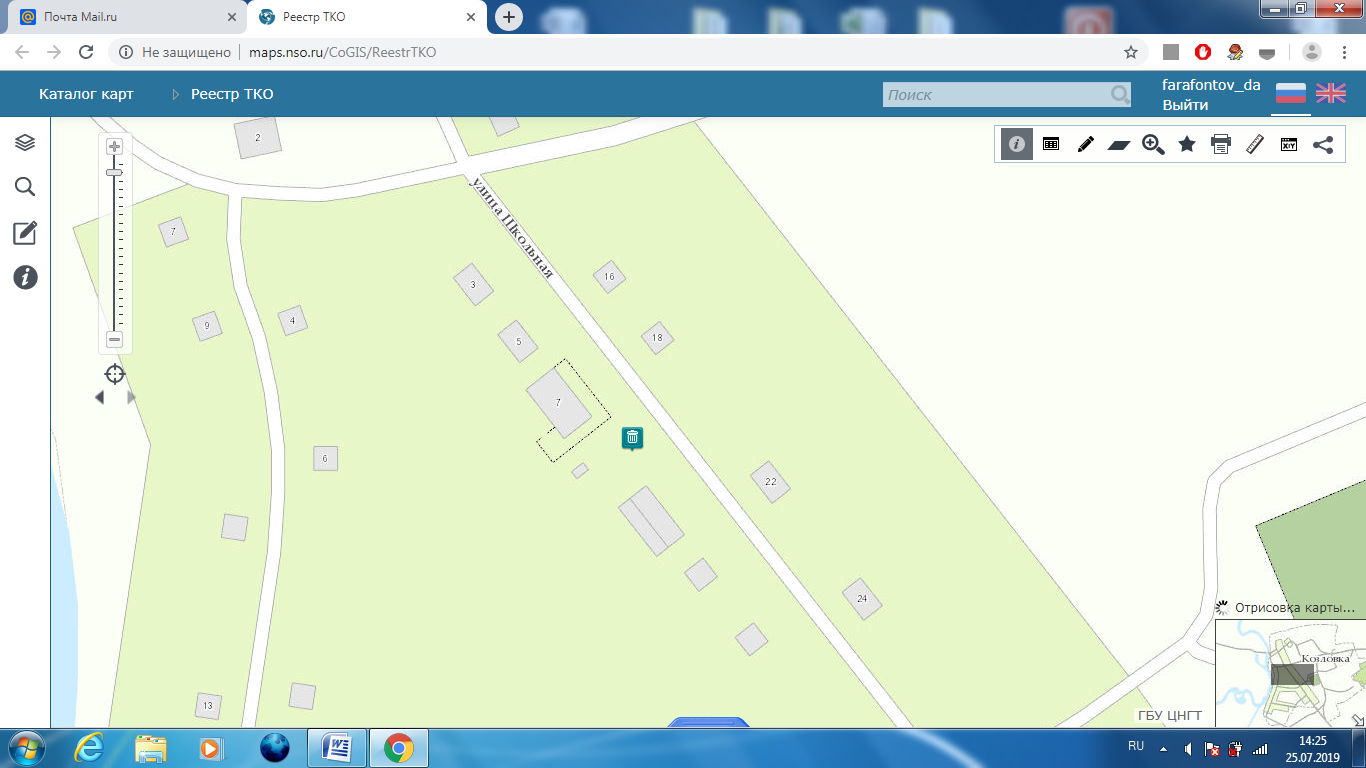 Почта Mail.ru
Реестр ТКО
Не защищено
maps.nso.ru/CoGIS/ReestrTKO
Каталог карт
Реестр ТКО
Поиск
farafontov_da
Выйти
2
улица Школьная
7
3
16
9
4
5
18
7
6
22
24
13
Отрисовка карты...
Козловка
ГБУ ЦНГТ
RU
14:25
25.07.2019